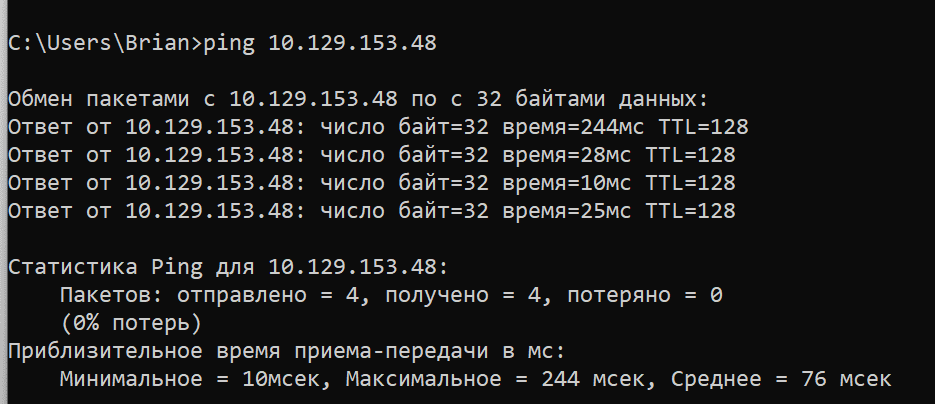 C:\Users\Brian>ping 10.129.153.48
Обмен пакетами с 10.129.153.48 по с 32 байтами данных:
Ответ от 10.129.153.48: число байт=32 время=244мс TTL=128
Ответ от 10.129.153.48: число байт=32 время=28мс TTL=128
Ответ от 10.129.153.48: число байт=32 время=10мс TTL=128
Ответ от 10.129.153.48: число байт=32 время=25мс TTL=128
Статистика Ping для 10.129.153.48:
Пакетов: отправлено = 4, получено = 4, потеряно = 0
(0% потерь)
Приблизительное время приема-передачи в мс:
Минимальное = 10мсек, Максимальное = 244 мсек, Среднее = 76 мсек